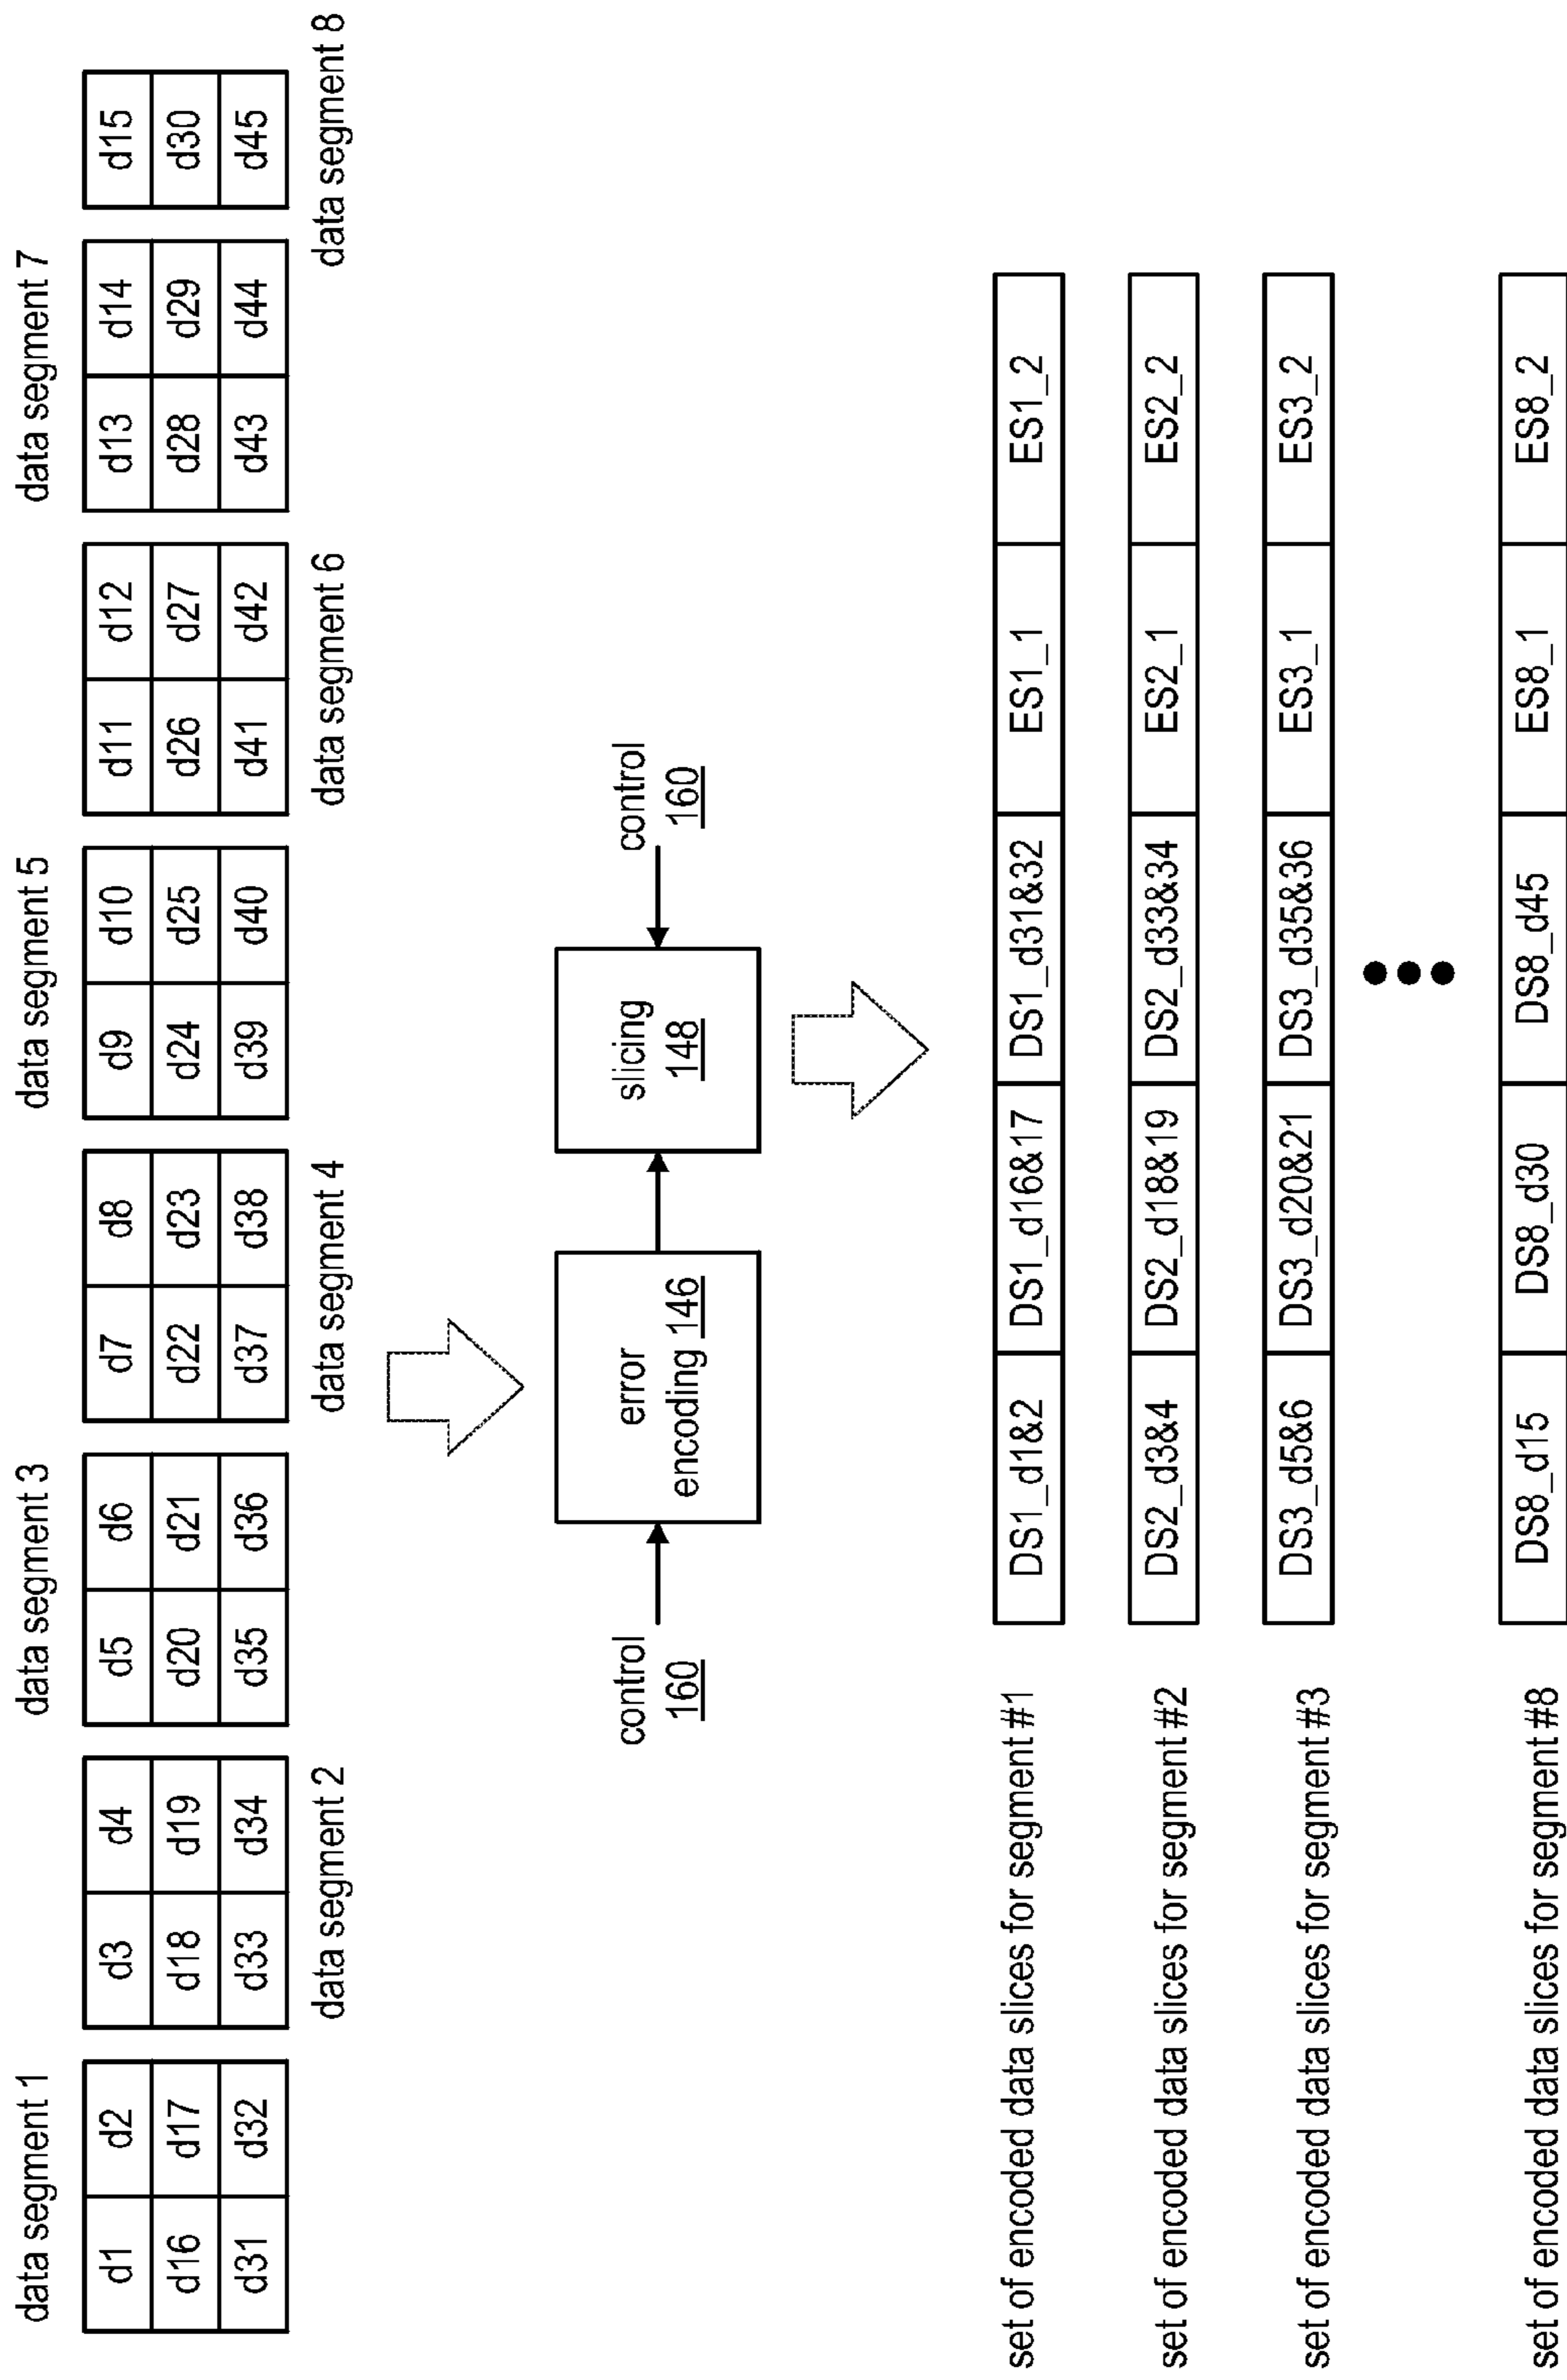 data segment 1
data segment 3
data segment 5
data segment 7
d1 d2 d3 d4 d5 d6 d7 d8 d9 d10 d11 d12 d13 d14 d15
d16 d17 d18 d19 d20 d21 d22 d23 d24 d25 d26 d27 d28 d29 d30
d31 d32 d33 d34 d35 d36 d37 d38 d39 d40 d41 d42 d43 d44 d45
data segment 2
data segment 4
data segment 6
data segment 8
control
160
error
encoding 146
slicing
148
control
160
set of encoded data slices for segment #1 DS1_d1&2 DS1_d16&17 DS1_d31&32 ES1_1 ES1_2
set of encoded data slices for segment #2 DS2_d3&4 DS2_d18&19 DS2_d33&34 ES2_1 ES2_2
set of encoded data slices for segment #3 DS3_d5&6 DS3_d20&21 DS3_d35&36 ES3_1 ES3_2
set of encoded data slices for segment #8 DS8_d15 DS8_d30 DS8_d45 ES8_1 ES8_2